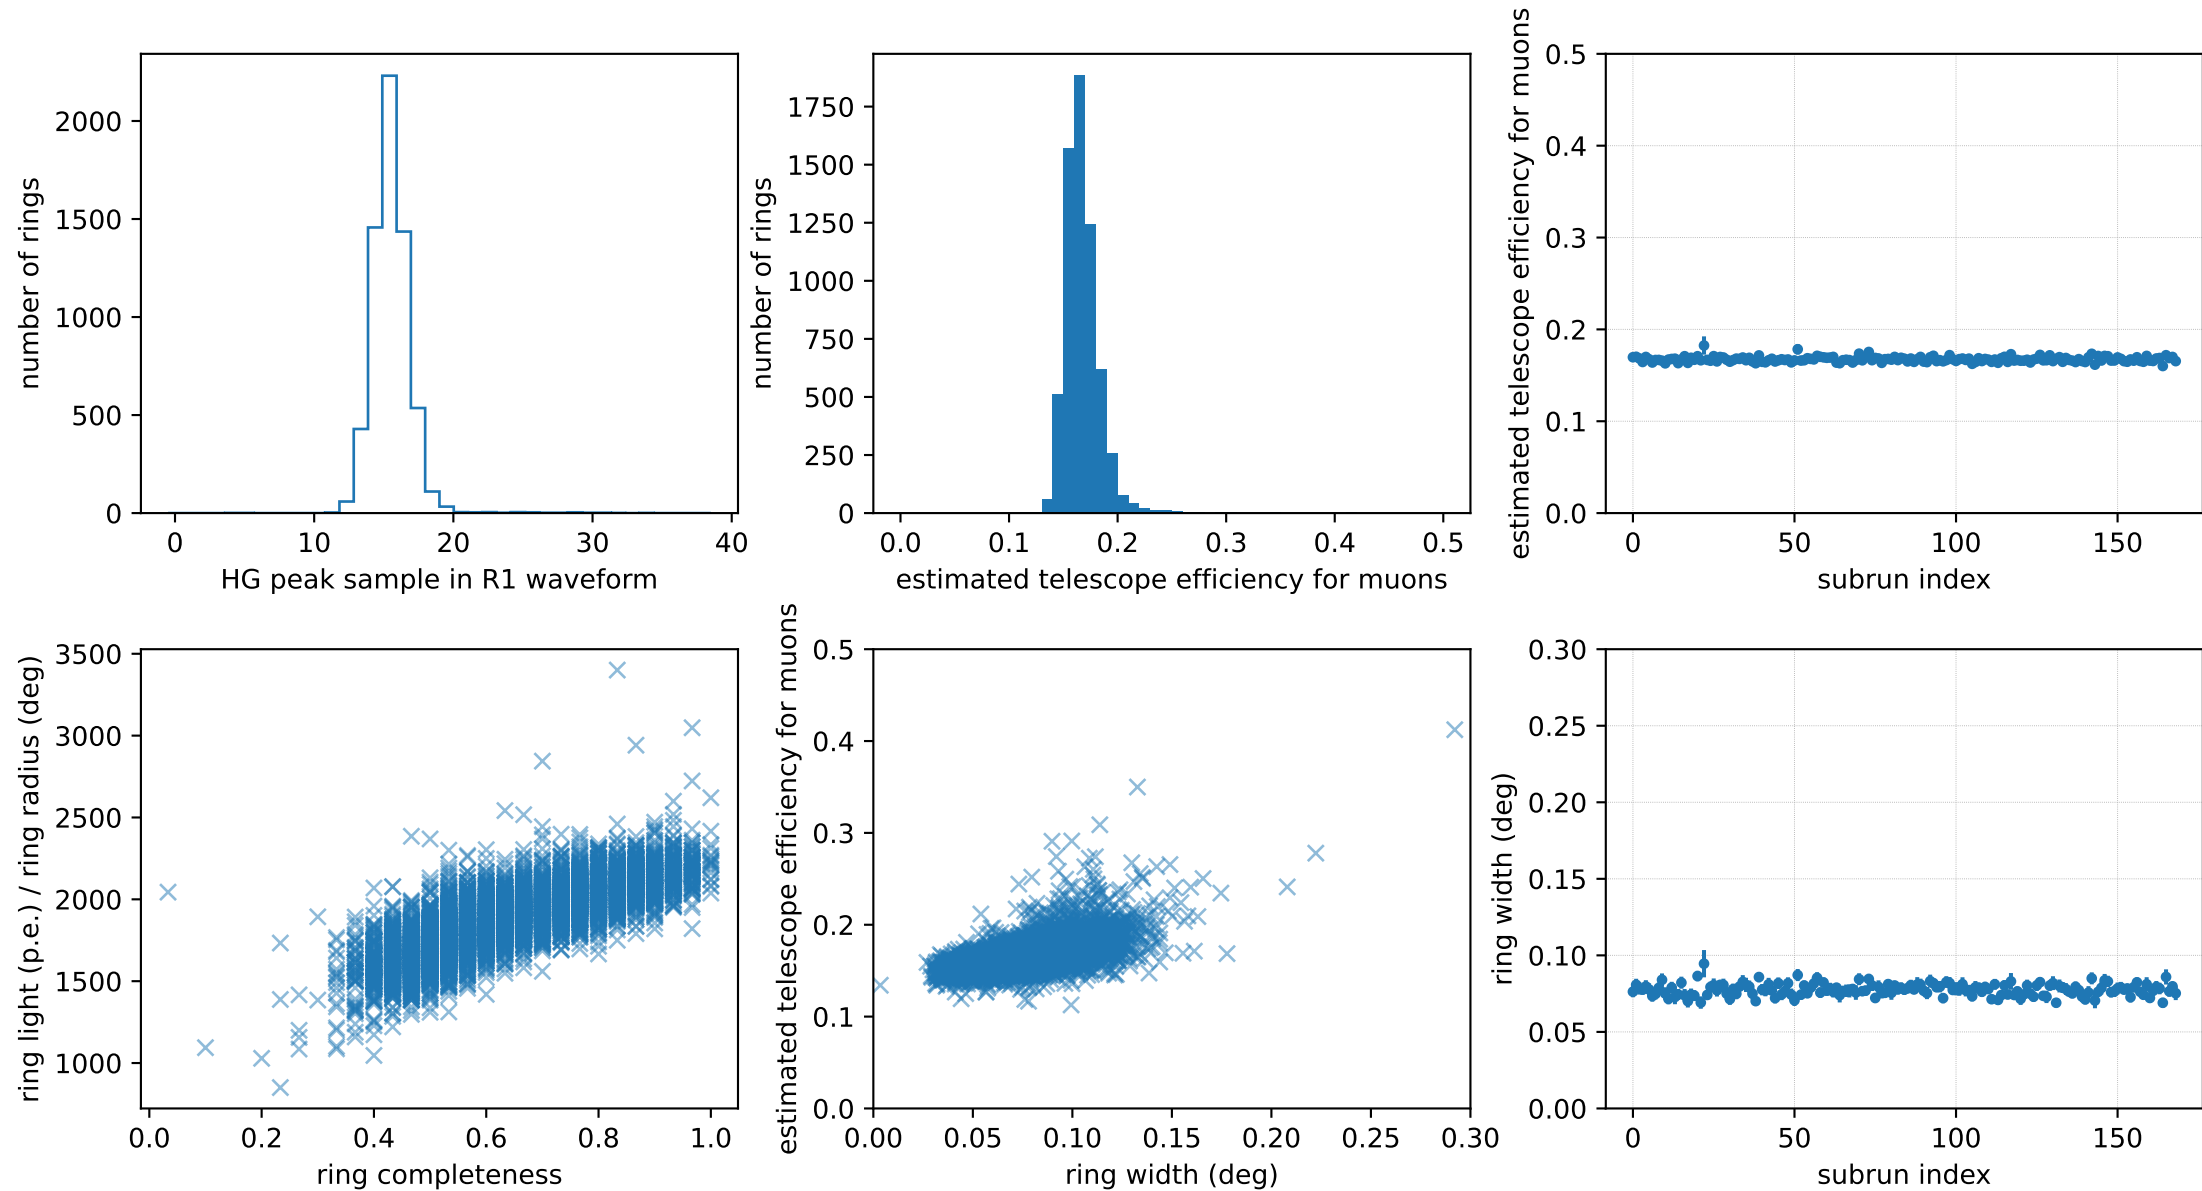 number of rings
2000
1500
1000
500
0
0 10 20 30 40
HG peak sample in R1 waveform
number of rings
1750
1500
1250
1000
750
500
250
0
0.0 0.1 0.2 0.3 0.4 0.5
estimated telescope efficiency for muons
estimated telescope efficiency for muons
0.5
0.4
0.3
0.2
0.1
0.0
0 50 100 150
subrun index
ring light (p.e.) / ring radius (deg)
3500
3000
2500
2000
1500
1000
0.0 0.2 0.4 0.6 0.8 1.0
ring completeness
estimated telescope efficiency for muons
0.5
0.4
0.3
0.2
0.1
0.0
0.00 0.05 0.10 0.15 0.20 0.25 0.30
ring width (deg)
ring width (deg)
0.30
0.25
0.20
0.15
0.10
0.05
0.00
0 50 100 150
subrun index